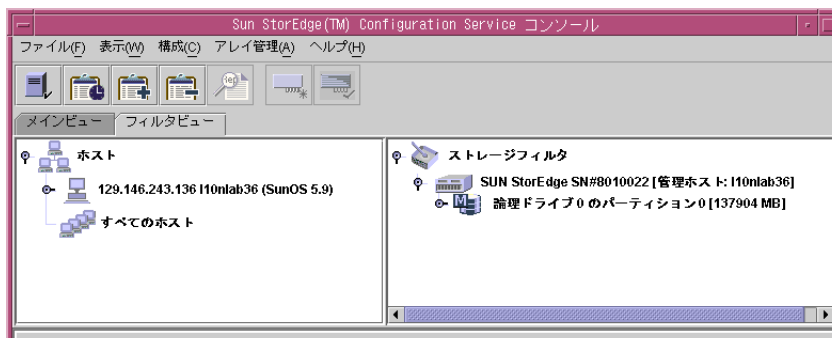 Sun StorEdge(TM) Configuration Service コンソール
ファイル(F) 表示(W) 構成(C) アレイ管理(A) ヘルプ(H)
メインビュー フィルタビュー
ホスト
129.146.243.136 l10nlab36 (SunOS 5.9)
すべてのホスト
ストレージフィルタ
SUN StorEdge SN#8010022 [管理ホスト: l10nlab36]
論理ドライブ0 のパーティション0 [137904 MB]